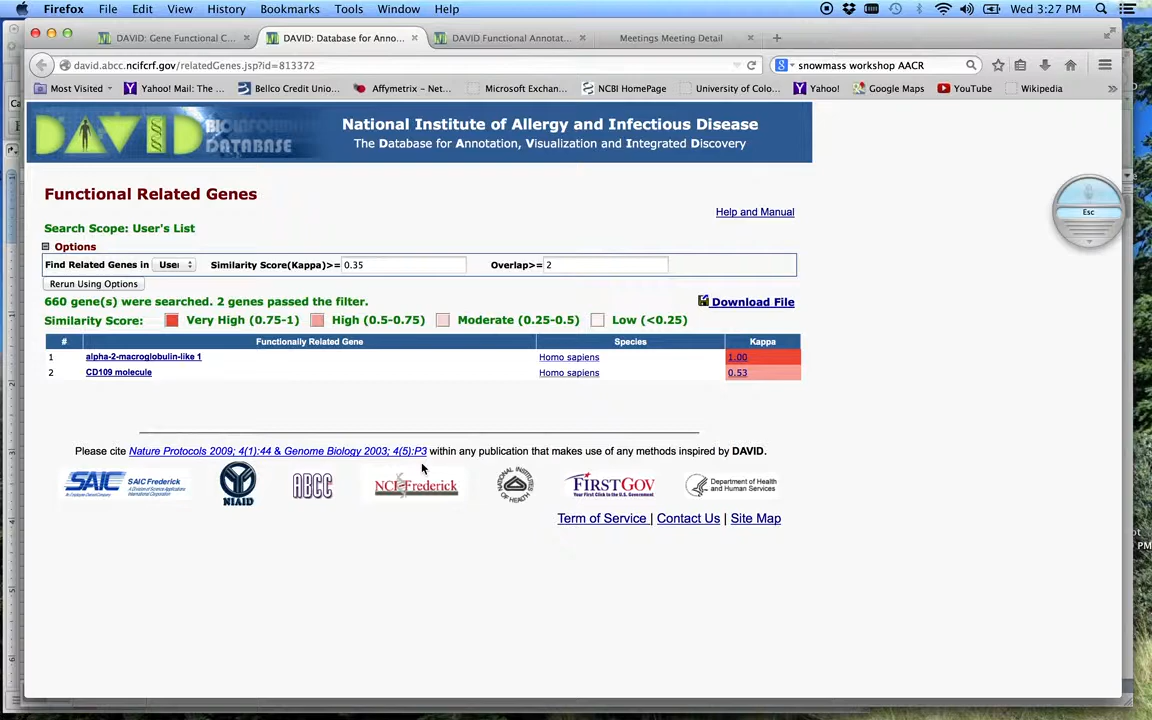 Firefox File Edit View History Bookmarks Tools Window Help Wed 3:27 PM
DAVID: Gene Functional C... DAVID: Database for Anno... DAVID Functional Annotat... Meetings Meeting Detail
david.abcc.ncifcrf.gov/relatedGenes.jsp?id=813372 snowmass workshop AACR
Most Visited Yahoo! Mail: The ... Bellco Credit Unio... Affymetrix – Net... Microsoft Exchan... NCBI HomePage University of Colo... Yahoo! Google Maps YouTube Wikipedia
DAVID BIOINFORMATICS DATABASE
National Institute of Allergy and Infectious Disease
The Database for Annotation, Visualization and Integrated Discovery
Functional Related Genes
Help and Manual
Search Scope: User's List
Options
Find Related Genes in User Similarity Score(Kappa)>= 0.35 Overlap>= 2
Rerun Using Options
660 gene(s) were searched. 2 genes passed the filter. Download File
Similarity Score: Very High (0.75-1) High (0.5-0.75) Moderate (0.25-0.5) Low (<0.25)
# Functionally Related Gene Species Kappa
1 alpha-2-macroglobulin-like 1 Homo sapiens 1.00
2 CD109 molecule Homo sapiens 0.53
Please cite Nature Protocols 2009; 4(1):44 & Genome Biology 2003; 4(5):P3 within any publication that makes use of any methods inspired by DAVID.
SAIC SAIC Frederick NIAID ABCC NCI Frederick FIRSTGOV Your First Click to the U.S. Government Department of Health and Human Services
Term of Service | Contact Us | Site Map
Esc